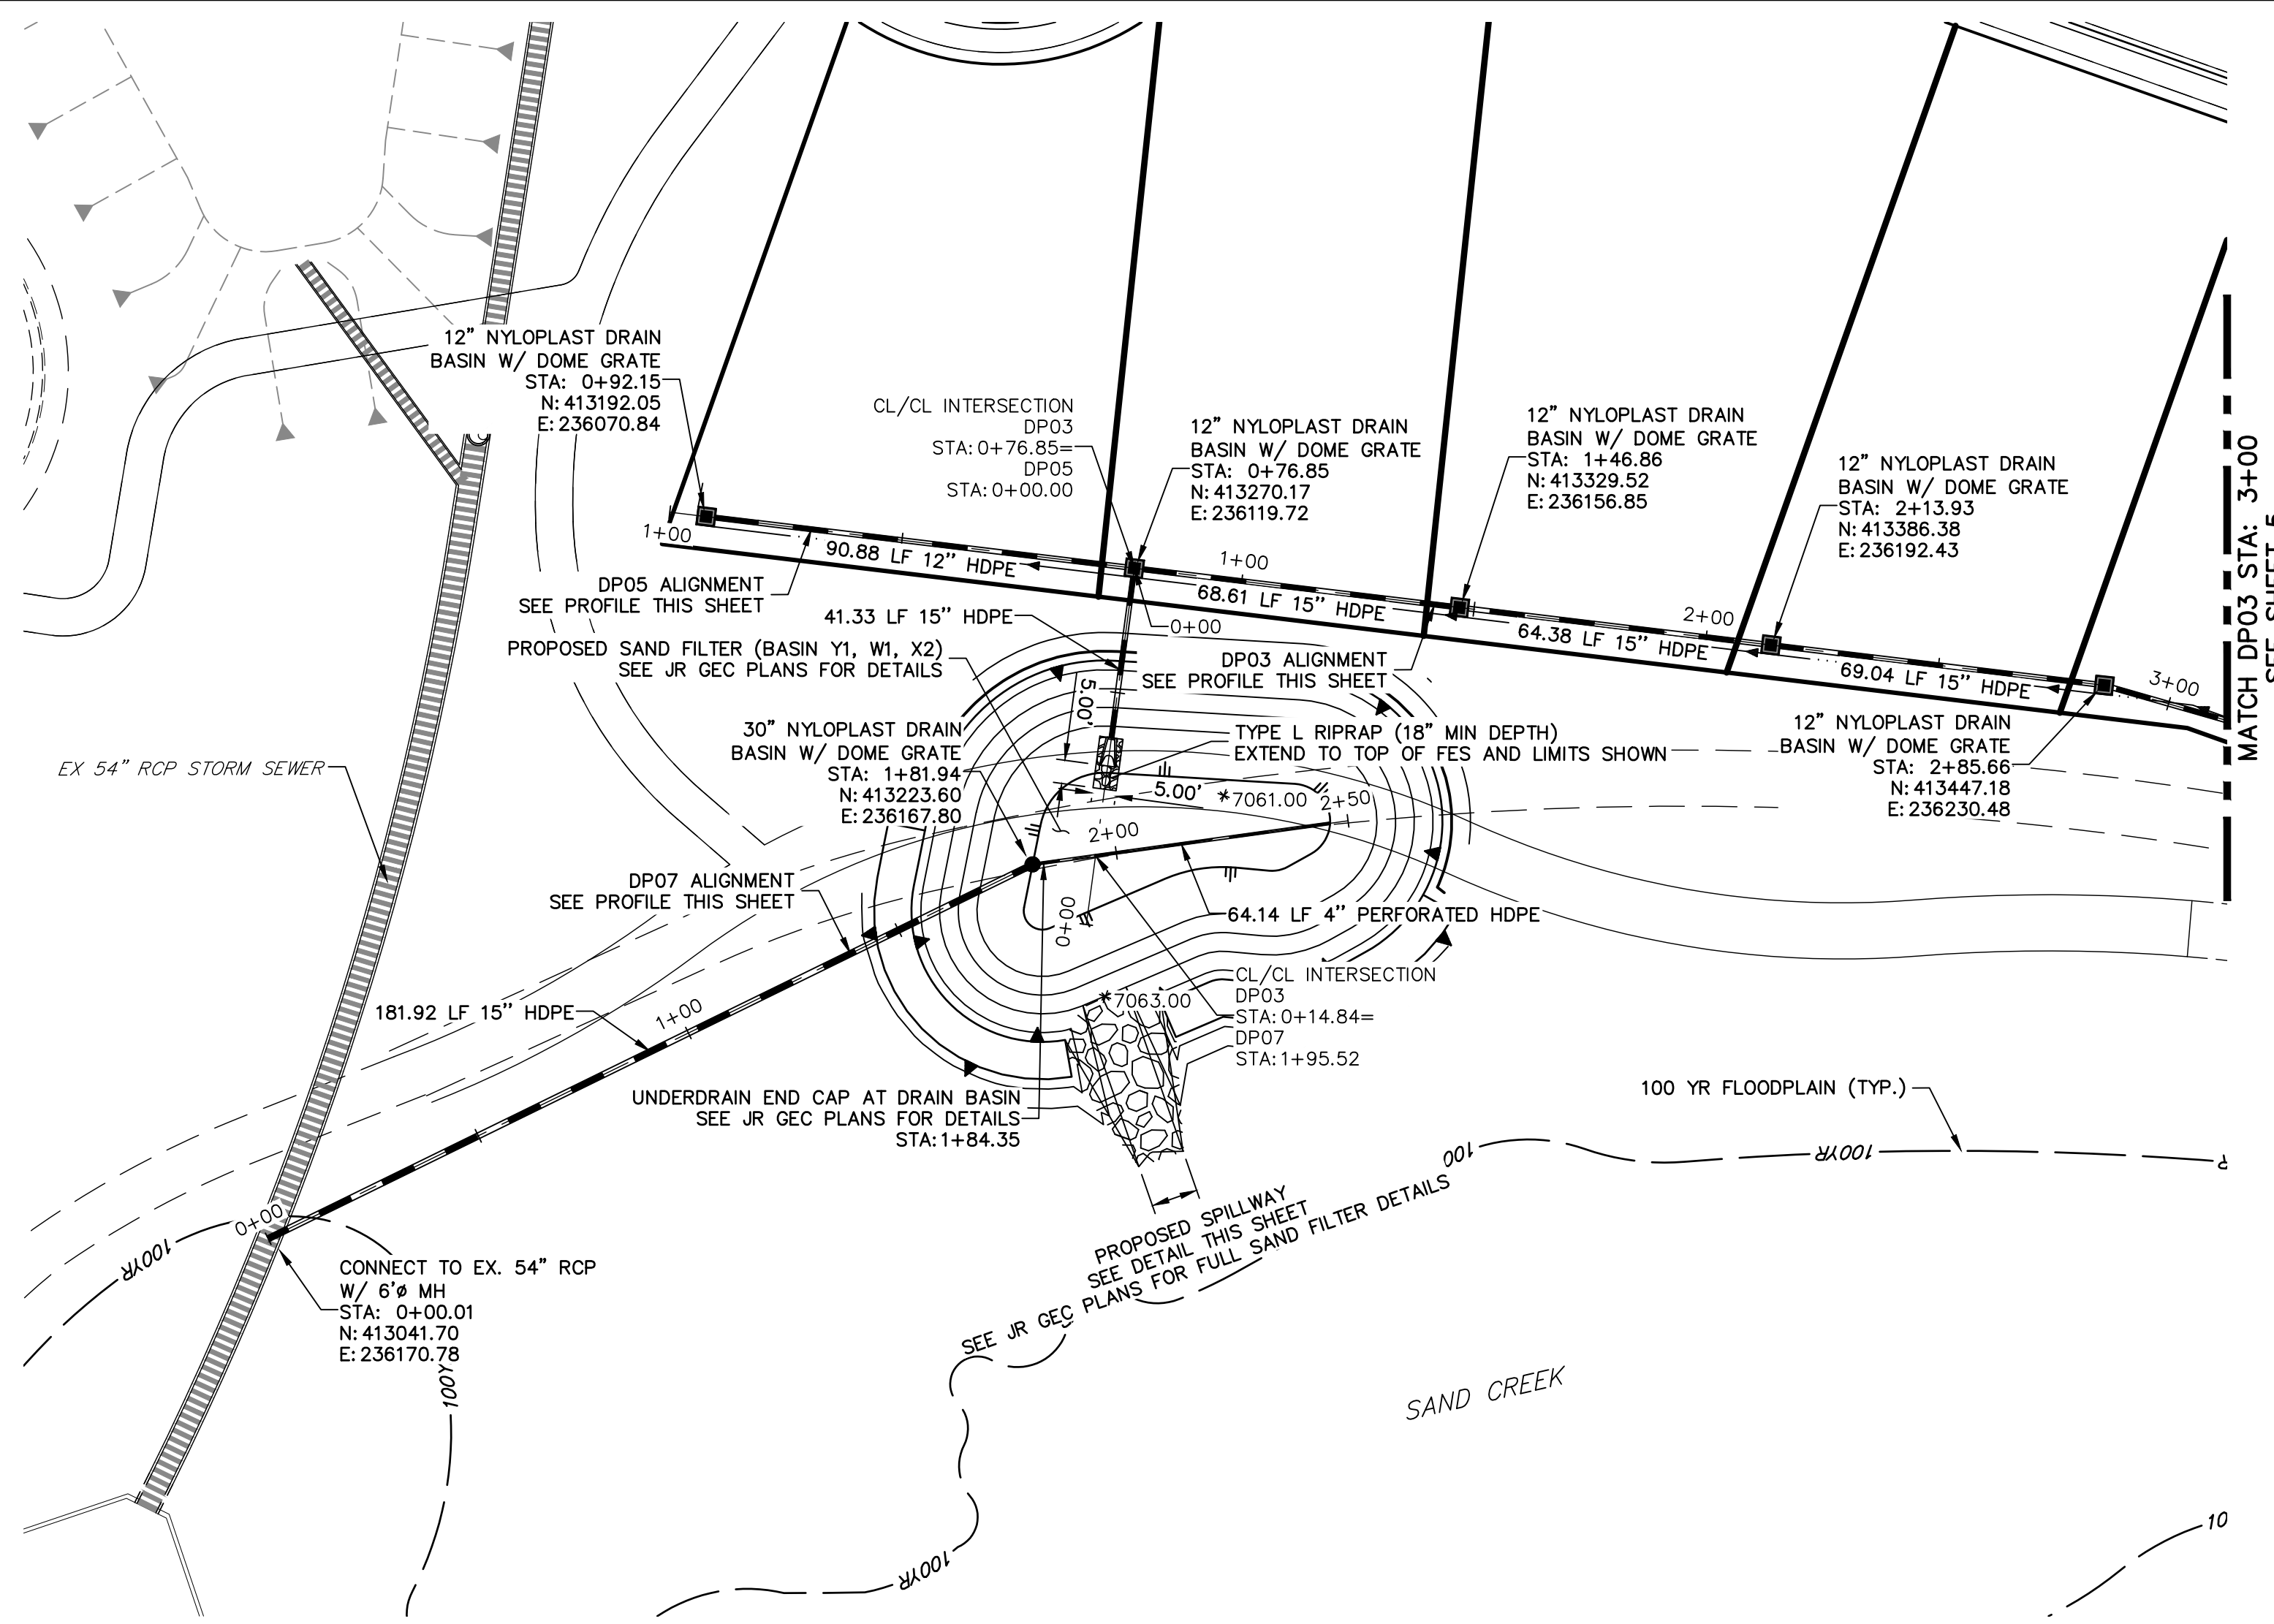 12" NYLOPLAST DRAIN
BASIN W/ DOME GRATE
STA: 0+92.15
N: 413192.05
E: 236070.84
CL/CL INTERSECTION
DP03
STA: 0+76.85=
DP05
STA: 0+00.00
12" NYLOPLAST DRAIN
BASIN W/ DOME GRATE
STA: 0+76.85
N: 413270.17
E: 236119.72
12" NYLOPLAST DRAIN
BASIN W/ DOME GRATE
STA: 1+46.86
N: 413329.52
E: 236156.85
12" NYLOPLAST DRAIN
BASIN W/ DOME GRATE
STA: 2+13.93
N: 413386.38
E: 236192.43
MATCH DP03 STA: 3+00
SEE SHEET 5
1+00
90.88 LF 12" HDPE
1+00
68.61 LF 15" HDPE
2+00
64.38 LF 15" HDPE
69.04 LF 15" HDPE
3+00
DP05 ALIGNMENT
SEE PROFILE THIS SHEET
41.33 LF 15" HDPE
0+00
PROPOSED SAND FILTER (BASIN Y1, W1, X2)
SEE JR GEC PLANS FOR DETAILS
DP03 ALIGNMENT
SEE PROFILE THIS SHEET
5.00'
30" NYLOPLAST DRAIN
BASIN W/ DOME GRATE
STA: 1+81.94
N: 413223.60
E: 236167.80
TYPE L RIPRAP (18" MIN DEPTH)
EXTEND TO TOP OF FES AND LIMITS SHOWN
12" NYLOPLAST DRAIN
BASIN W/ DOME GRATE
STA: 2+85.66
N: 413447.18
E: 236230.48
EX 54" RCP STORM SEWER
5.00'
*7061.00
2+50
2+00
DP07 ALIGNMENT
SEE PROFILE THIS SHEET
0+00
64.14 LF 4" PERFORATED HDPE
CL/CL INTERSECTION
DP03
STA: 0+14.84=
DP07
STA: 1+95.52
*7063.00
181.92 LF 15" HDPE
1+00
UNDERDRAIN END CAP AT DRAIN BASIN
SEE JR GEC PLANS FOR DETAILS
STA: 1+84.35
100 YR FLOODPLAIN (TYP.)
100
100YR
R
PROPOSED SPILLWAY
SEE DETAIL THIS SHEET
SEE JR GEC PLANS FOR FULL SAND FILTER DETAILS
0+00
100YR
CONNECT TO EX. 54" RCP
W/ 6'ø MH
STA: 0+00.01
N: 413041.70
E: 236170.78
100Y
SAND CREEK
100YR
10